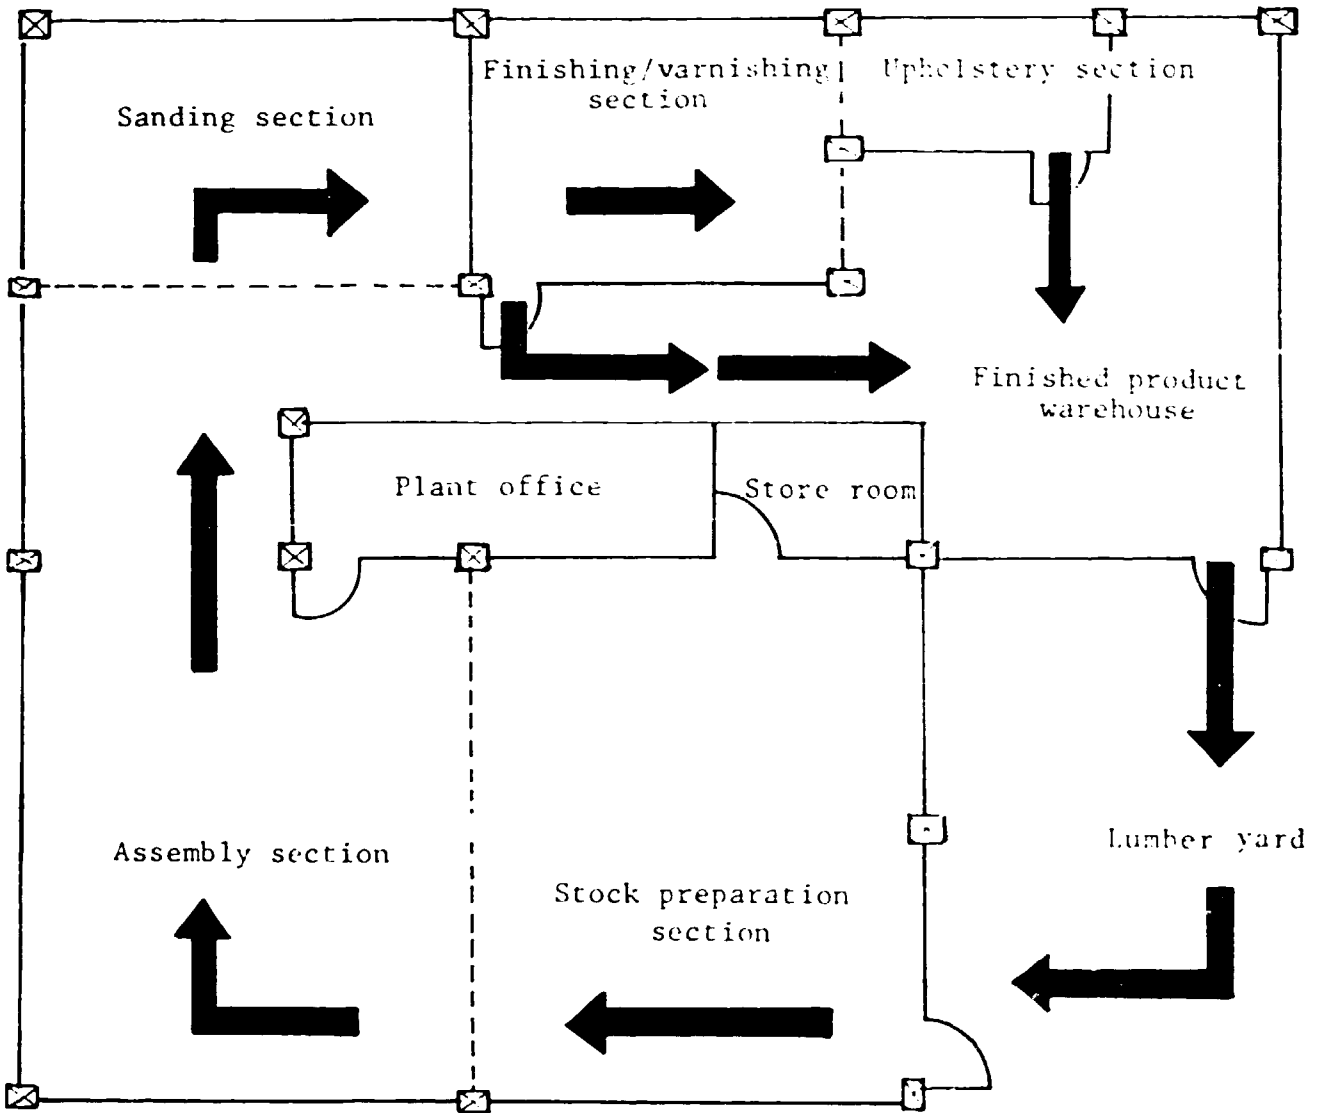 Finishing/varnishing
section
Upholstery section
Sanding section
Finished product
warehouse
Plant office
Store room
Assembly section
Lumber yard
Stock preparation
section